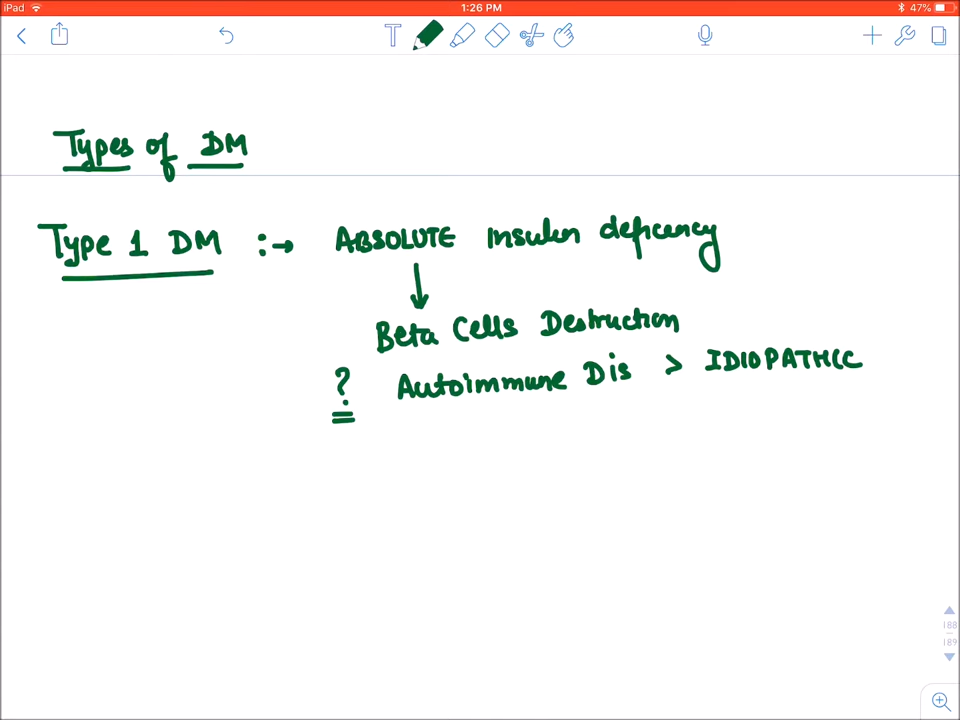 iPad 1:26 PM 47%
T
Types of DM
Type 1 DM :→ ABSOLUTE Insulin deficency
↓
Beta Cells Destruction
? Autoimmune Dis > IDIOPATHIC
188
189